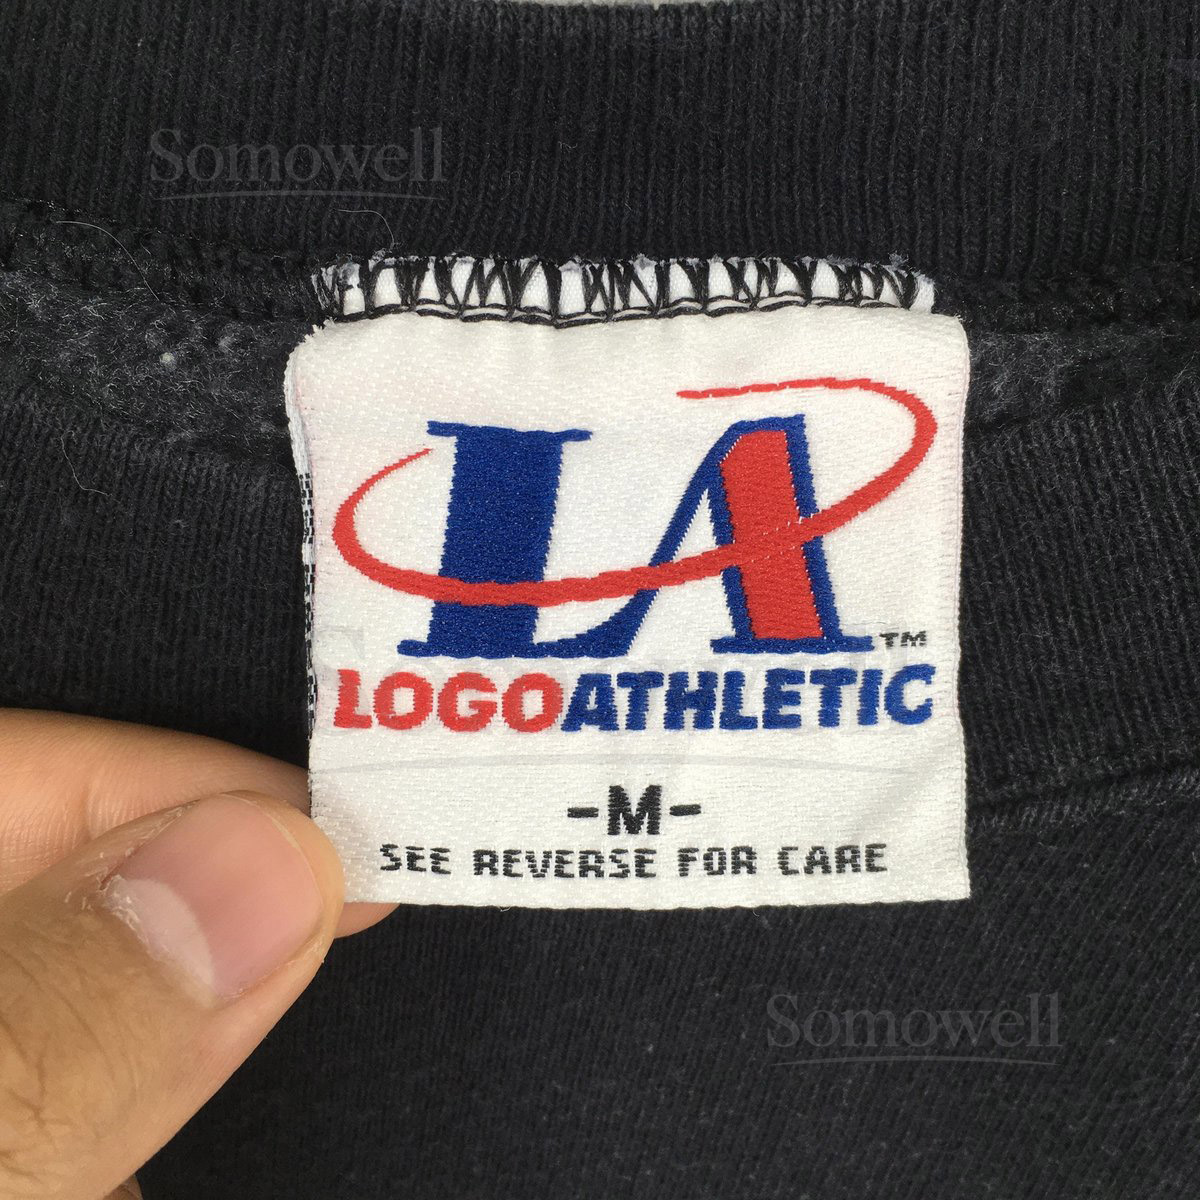 Somowell
LA
TM
LOGOATHLETIC
-M-
SEE REVERSE FOR CARE
Somowell